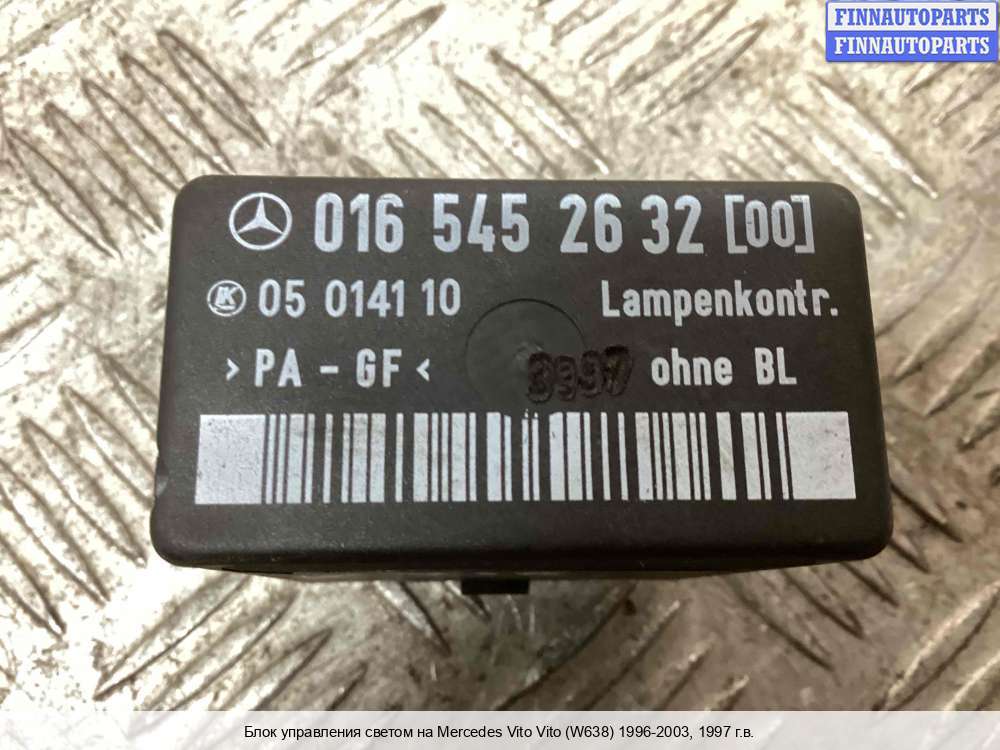 FINNAUTOPARTS
FINNAUTOPARTS
016 545 26 32 [00]
LK 05 0141 10 Lampenkontr.
> PA - GF < 3997 ohne BL
Блок управления светом на Mercedes Vito Vito (W638) 1996-2003, 1997 г.в.